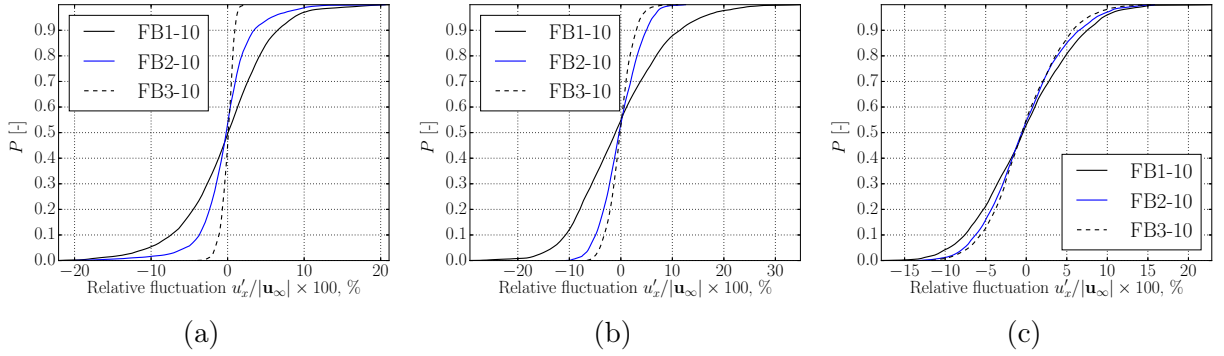 0.9
0.8
0.7
0.6
0.5
0.4
0.3
0.2
0.1
0.0
P [-]
FB1-10
FB2-10
FB3-10
−20 −10 0 10 20
Relative fluctuation u′x/|u∞| × 100, %
(a)
0.9
0.8
0.7
0.6
0.5
0.4
0.3
0.2
0.1
0.0
P [-]
FB1-10
FB2-10
FB3-10
−20 −10 0 10 20 30
Relative fluctuation u′x/|u∞| × 100, %
(b)
0.9
0.8
0.7
0.6
0.5
0.4
0.3
0.2
0.1
0.0
P [-]
FB1-10
FB2-10
FB3-10
−15 −10 −5 0 5 10 15 20
Relative fluctuation u′x/|u∞| × 100, %
(c)